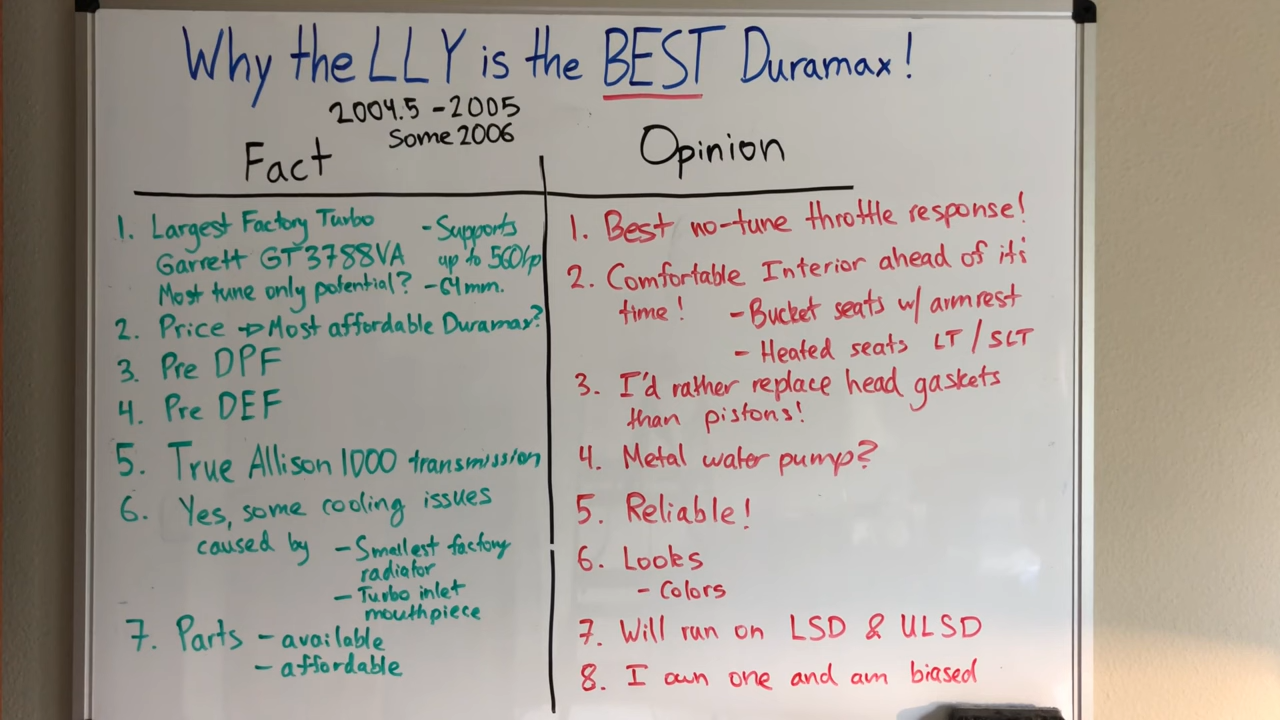 Why the LLY is the BEST Duramax!
2004.5 - 2005
Some 2006
Fact
1. Largest Factory Turbo - Supports
Garrett GT3788VA up to 560hp
Most tune only potential? - 64mm.
2. Price → Most affordable Duramax?
3. Pre DPF
4. Pre DEF
5. True Allison 1000 transmission
6. Yes, some cooling issues
caused by - Smallest factory
radiator
- Turbo inlet
mouthpiece
7. Parts - available
- affordable
Opinion
1. Best no-tune throttle response!
2. Comfortable Interior ahead of its
time! - Bucket seats w/ armrest
- Heated seats LT / SLT
3. I'd rather replace head gaskets
than pistons!
4. Metal water pump?
5. Reliable!
6. Looks
- Colors
7. Will run on LSD & ULSD
8. I own one and am biased